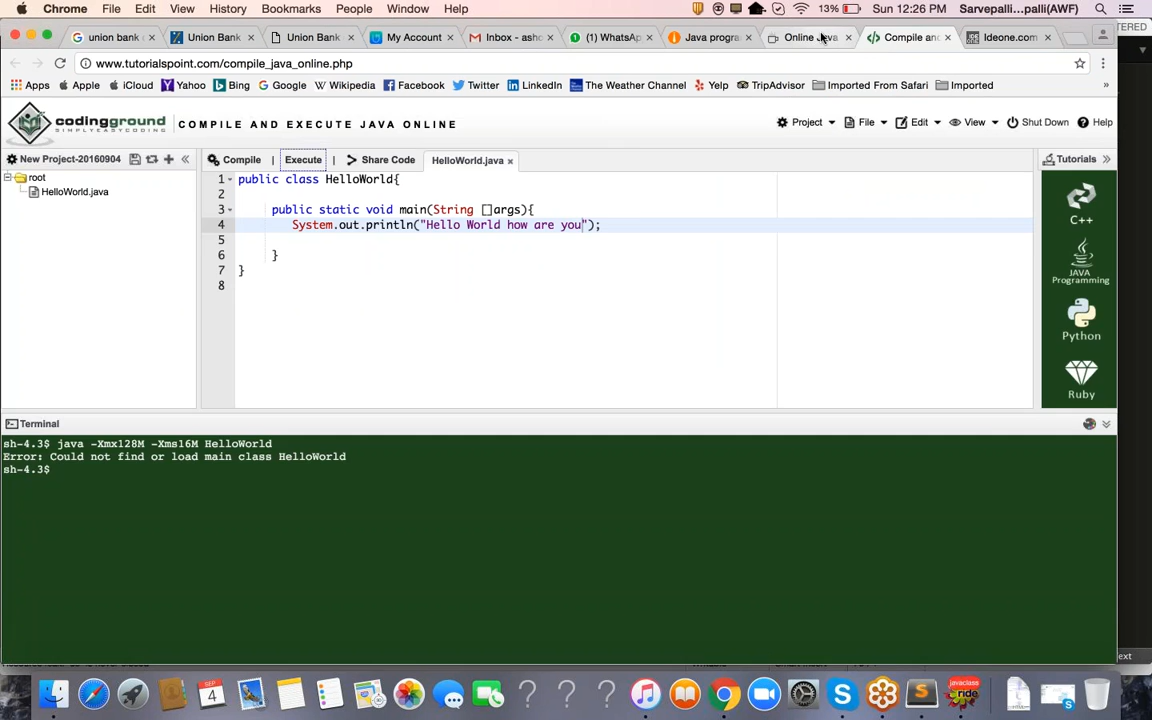 Chrome File Edit View History Bookmarks People Window Help 13% Sun 12:26 PM Sarvepalli...palli(AWF)
union bank Union Bank Union Bank My Account Inbox - asho (1) WhatsAp Java progra Online Java Compile and Ideone.com
www.tutorialspoint.com/compile_java_online.php
Apps Apple iCloud Yahoo Bing Google Wikipedia Facebook Twitter LinkedIn The Weather Channel Yelp TripAdvisor Imported From Safari Imported »
codingground COMPILE AND EXECUTE JAVA ONLINE Project File Edit View Shut Down Help
SIMPLYEASYCODING
New Project-20160904 Compile | Execute | Share Code HelloWorld.java × Tutorials
root
HelloWorld.java
1 public class HelloWorld{
2
3 public static void main(String []args){
4 System.out.println("Hello World how are you");
5
6 }
7 }
8
C++
JAVA
Programming
Python
Ruby
Terminal
sh-4.3$ java -Xmx128M -Xms16M HelloWorld
Error: Could not find or load main class HelloWorld
sh-4.3$
SEP
4